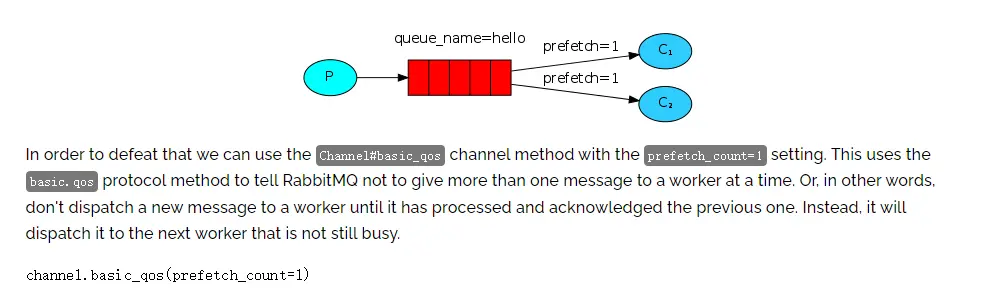 queue_name=hello
prefetch=1
P
C₁
prefetch=1
C₂
In order to defeat that we can use the Channel#basic_qos channel method with the prefetch_count=1 setting. This uses the
basic.qos protocol method to tell RabbitMQ not to give more than one message to a worker at a time. Or, in other words,
don't dispatch a new message to a worker until it has processed and acknowledged the previous one. Instead, it will
dispatch it to the next worker that is not still busy.
channel.basic_qos(prefetch_count=1)